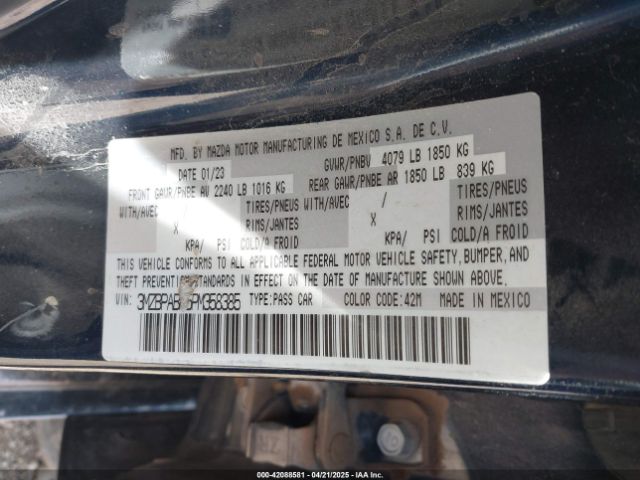 MFD. BY MAZDA MOTOR MANUFACTURING DE MEXICO S.A. DE C.V.
DATE 01/23 GVWR/PNBV 4079 LB 1850 KG
FRONT GAWR/PNBE AV 2240 LB 1016 KG REAR GAWR/PNBE AR 1850 LB 839 KG
WITH/AVEC / TIRES/PNEUS WITH/AVEC / TIRES/PNEUS
X RIMS/JANTES X RIMS/JANTES
KPA/ PSI COLD/A FROID KPA/ PSI COLD/A FROID
THIS VEHICLE CONFORMS TO ALL APPLICABLE FEDERAL MOTOR VEHICLE SAFETY, BUMPER, AND
THEFT PREVENTION STANDARDS IN EFFECT ON THE DATE OF MANUFACTURE SHOWN ABOVE.
VIN: TYPE:PASS CAR COLOR CODE:42M MADE IN MEXICO
000-42088581 - 04/21/2025 - IAA Inc.